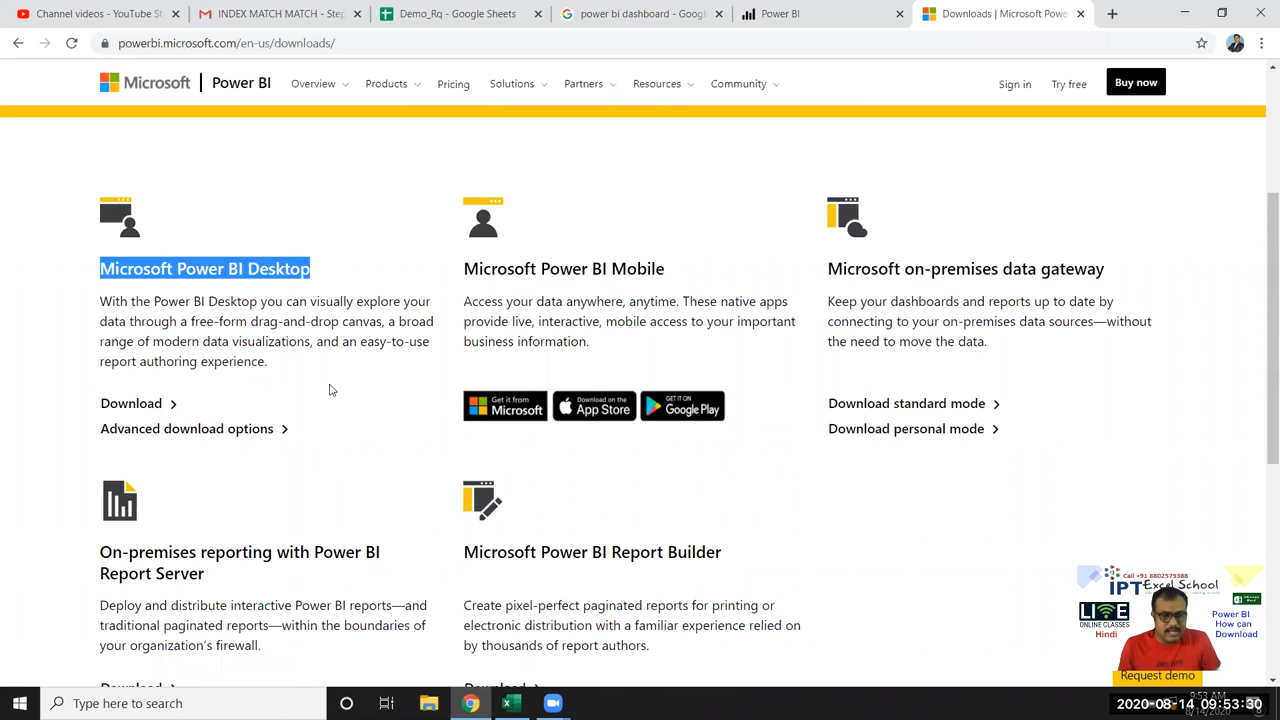 Channel videos - YouTube St
INDEX MATCH MATCH - Step
Demo_Rq - Google Sheets
power bi dashboard - Googl
Power BI
Downloads | Microsoft Powe
powerbi.microsoft.com/en-us/downloads/
Microsoft | Power BI
Overview
Products
Pricing
Solutions
Partners
Resources
Community
Sign in
Try free
Buy now
Microsoft Power BI Desktop
With the Power BI Desktop you can visually explore your
data through a free-form drag-and-drop canvas, a broad
range of modern data visualizations, and an easy-to-use
report authoring experience.
Download
Advanced download options
Microsoft Power BI Mobile
Access your data anywhere, anytime. These native apps
provide live, interactive, mobile access to your important
business information.
Get it from
Microsoft
Download on the
App Store
GET IT ON
Google Play
Microsoft on-premises data gateway
Keep your dashboards and reports up to date by
connecting to your on-premises data sources—without
the need to move the data.
Download standard mode
Download personal mode
On-premises reporting with Power BI
Report Server
Deploy and distribute interactive Power BI reports—and
traditional paginated reports—within the boundaries of
your organization's firewall.
Download
Microsoft Power BI Report Builder
Create pixel-perfect paginated reports for printing or
electronic distribution with a familiar experience relied on
by thousands of report authors.
Download
Call +91 8802579388
IPT Excel School
LIVE
ONLINE CLASSES
Hindi
Power BI
How can
Download
Request demo
Type here to search
9:53 AM
8/14/2020
2020-08-14 09:53:30